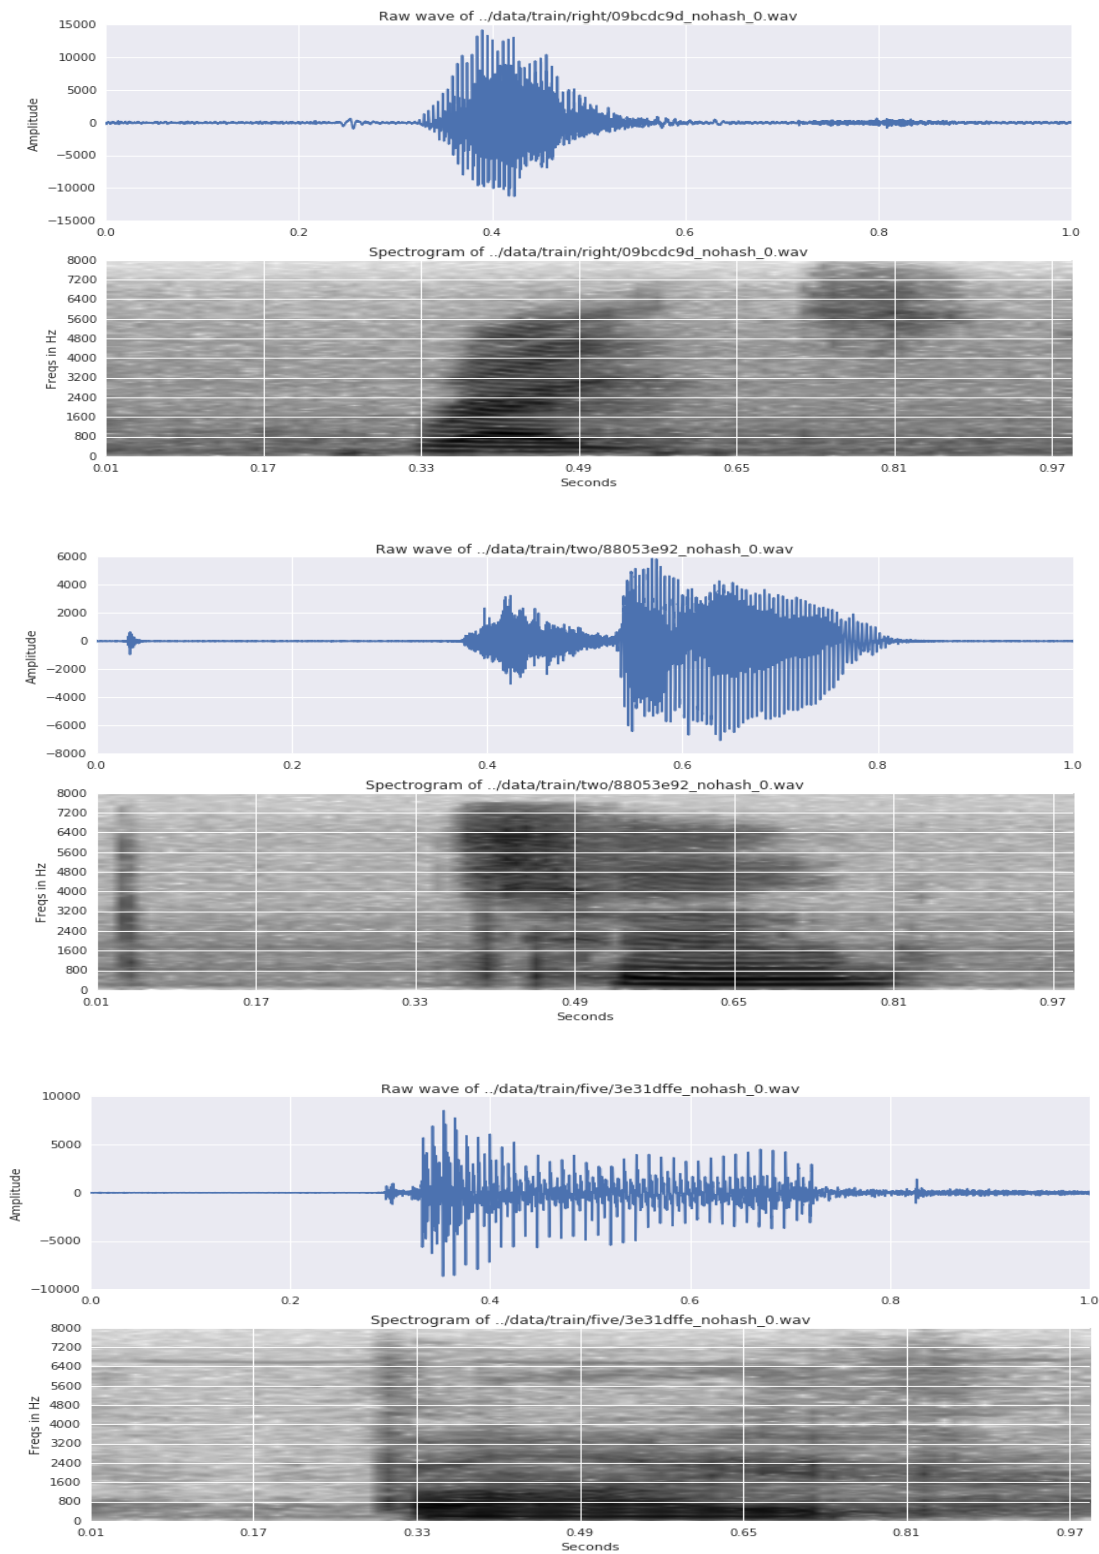 Raw wave of ../data/train/right/09bcdc9d_nohash_0.wav
15000
10000
5000
0
−5000
−10000
−15000
Amplitude
0.0 0.2 0.4 0.6 0.8 1.0
Spectrogram of ../data/train/right/09bcdc9d_nohash_0.wav
8000
7200
6400
5600
4800
4000
3200
2400
1600
800
0
Freqs in Hz
0.01 0.17 0.33 0.49 0.65 0.81 0.97
Seconds
Raw wave of ../data/train/two/88053e92_nohash_0.wav
6000
4000
2000
0
−2000
−4000
−6000
−8000
Amplitude
0.0 0.2 0.4 0.6 0.8 1.0
Spectrogram of ../data/train/two/88053e92_nohash_0.wav
8000
7200
6400
5600
4800
4000
3200
2400
1600
800
0
Freqs in Hz
0.01 0.17 0.33 0.49 0.65 0.81 0.97
Seconds
Raw wave of ../data/train/five/3e31dffe_nohash_0.wav
10000
5000
0
−5000
−10000
Amplitude
0.0 0.2 0.4 0.6 0.8 1.0
Spectrogram of ../data/train/five/3e31dffe_nohash_0.wav
8000
7200
6400
5600
4800
4000
3200
2400
1600
800
0
Freqs in Hz
0.01 0.17 0.33 0.49 0.65 0.81 0.97
Seconds